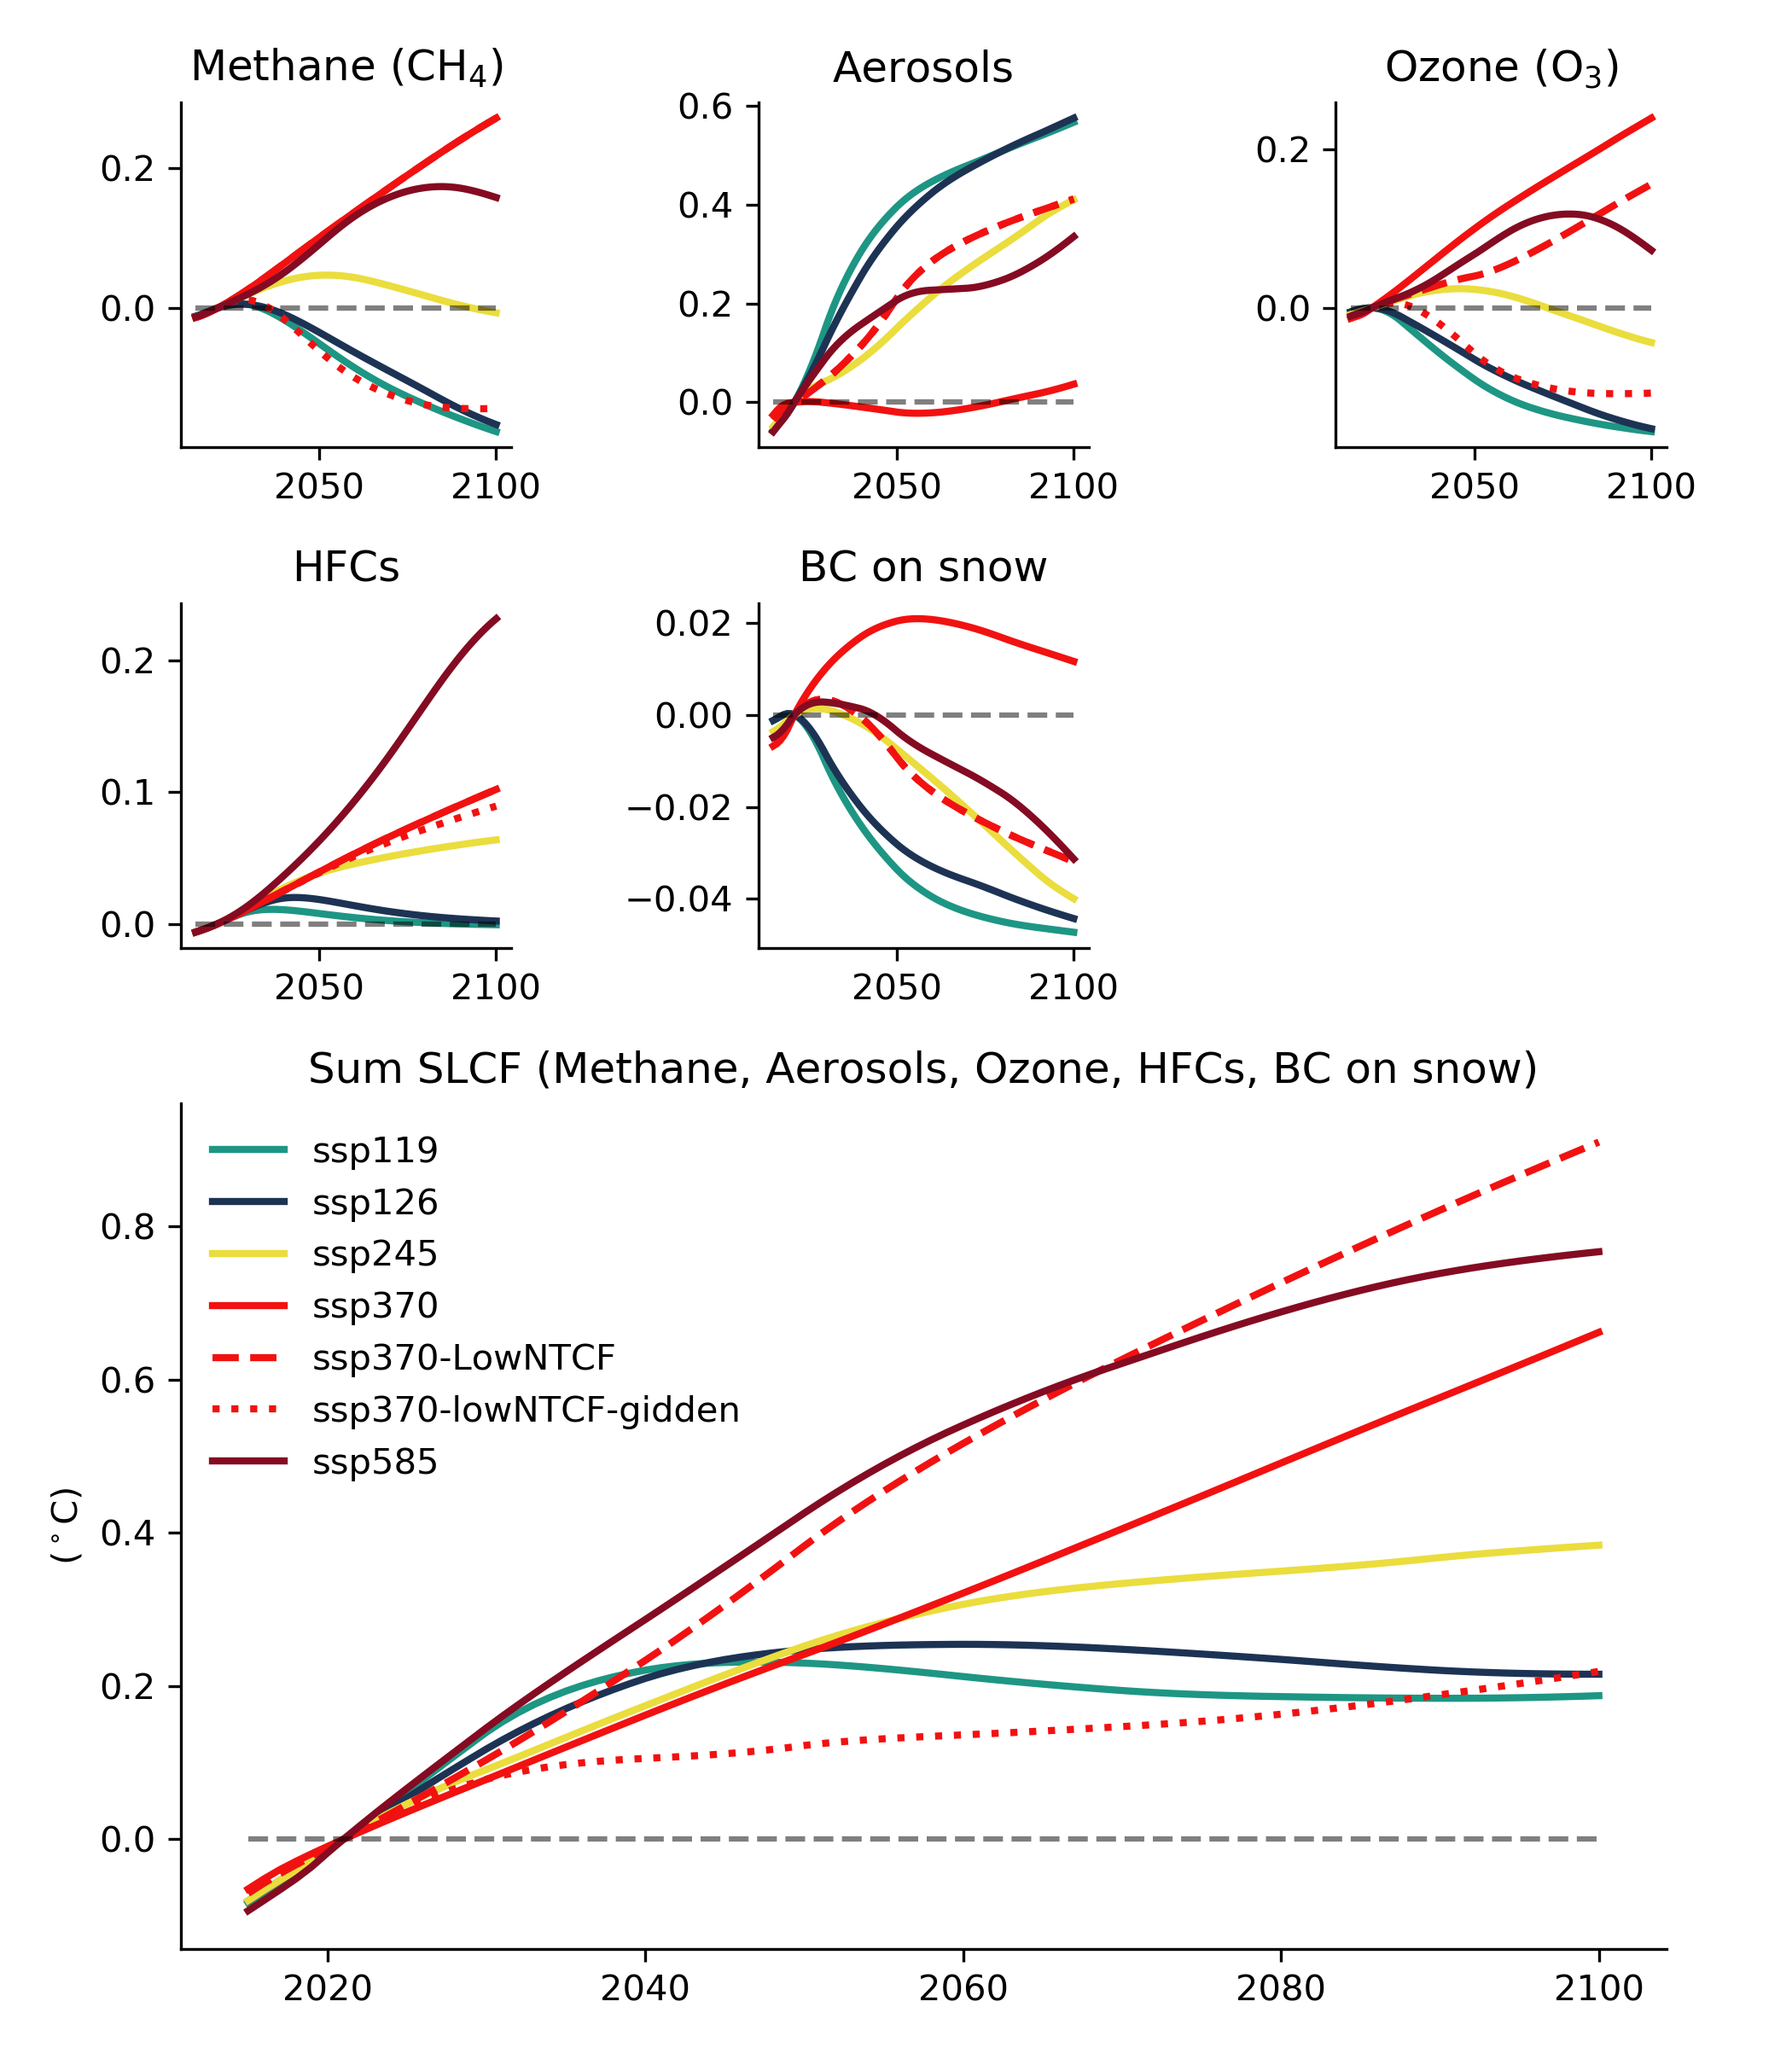 Methane (CH₄)
0.2
0.0
2050 2100
Aerosols
0.6
0.4
0.2
0.0
2050 2100
Ozone (O₃)
0.2
0.0
2050 2100
HFCs
0.2
0.1
0.0
2050 2100
BC on snow
0.02
0.00
−0.02
−0.04
2050 2100
Sum SLCF (Methane, Aerosols, Ozone, HFCs, BC on snow)
ssp119
ssp126
ssp245
ssp370
ssp370-LowNTCF
ssp370-lowNTCF-gidden
ssp585
(°C)
0.8
0.6
0.4
0.2
0.0
2020 2040 2060 2080 2100